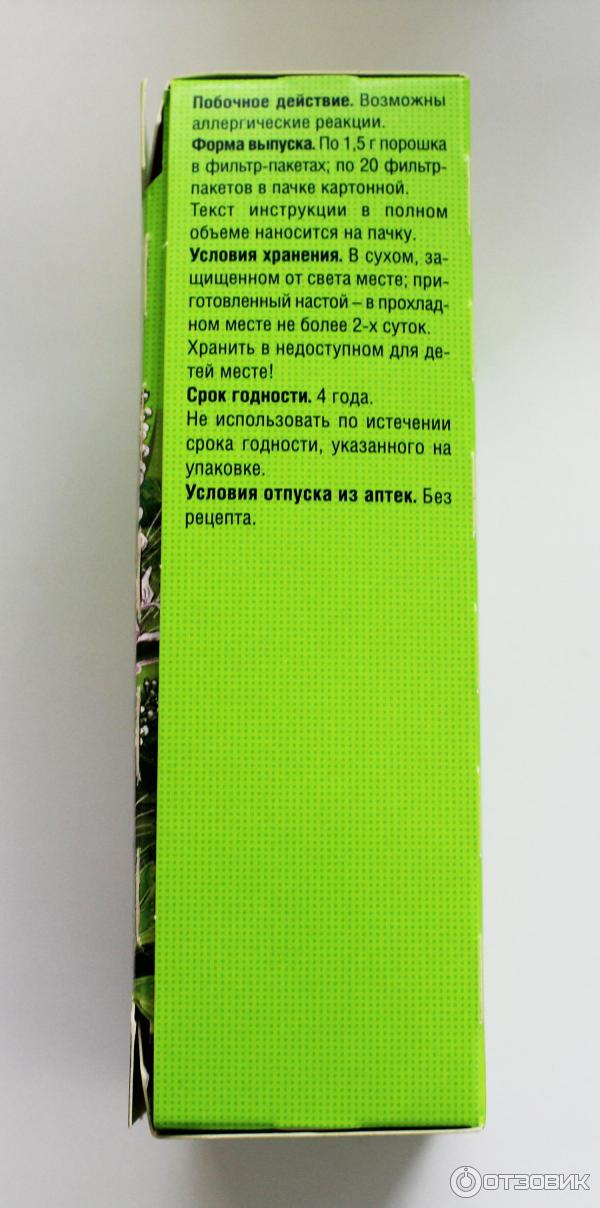 Побочное действие. Возможны
аллергические реакции.
Форма выпуска. По 1,5 г порошка
в фильтр-пакетах; по 20 фильтр-
пакетов в пачке картонной.
Текст инструкции в полном
объеме наносится на пачку.
Условия хранения. В сухом, за-
щищенном от света месте; при-
готовленный настой – в прохлад-
ном месте не более 2-х суток.
Хранить в недоступном для де-
тей месте!
Срок годности. 4 года.
Не использовать по истечении
срока годности, указанного на
упаковке.
Условия отпуска из аптек. Без
рецепта.
ОТЗОВИК